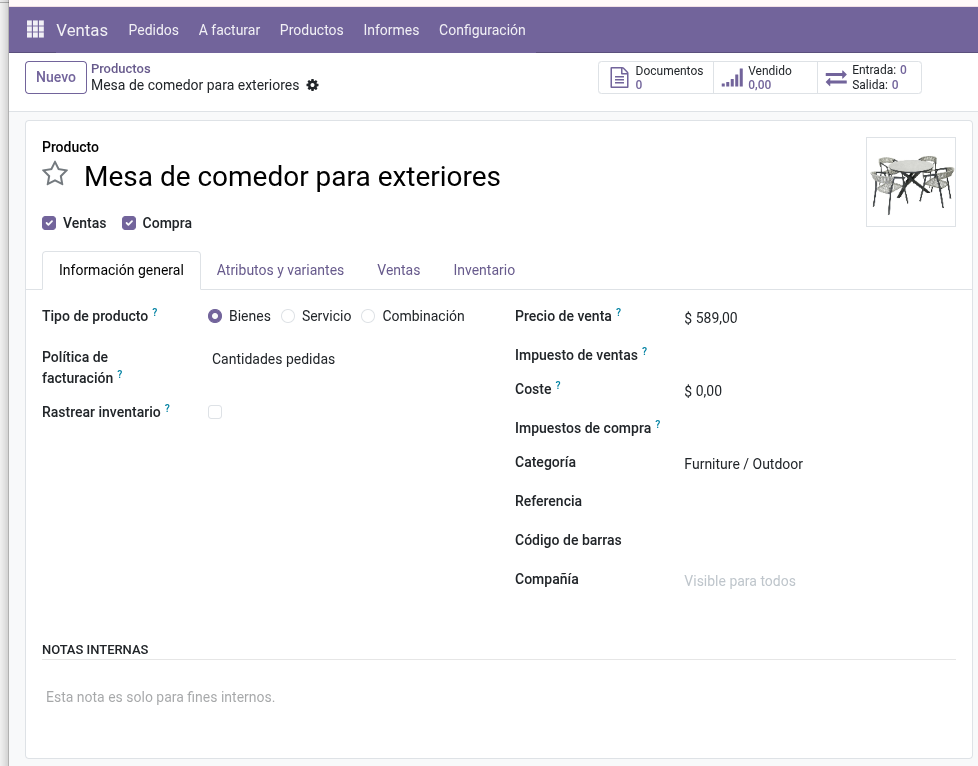 Ventas Pedidos A facturar Productos Informes Configuración
Nuevo
Productos
Mesa de comedor para exteriores
Documentos
0
Vendido
0,00
Entrada: 0
Salida: 0
Producto
Mesa de comedor para exteriores
Ventas Compra
Información general Atributos y variantes Ventas Inventario
Tipo de producto ? Bienes Servicio Combinación
Política de
facturación ? Cantidades pedidas
Rastrear inventario ?
Precio de venta ? $ 589,00
Impuesto de ventas ?
Coste ? $ 0,00
Impuestos de compra ?
Categoría Furniture / Outdoor
Referencia
Código de barras
Compañía Visible para todos
NOTAS INTERNAS
Esta nota es solo para fines internos.